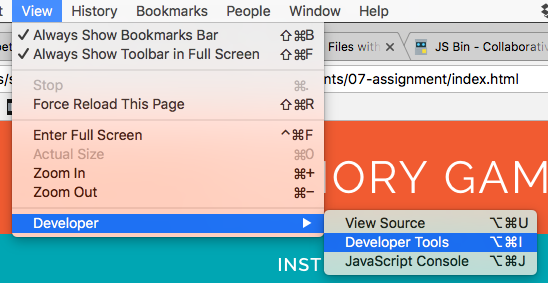 View History Bookmarks People Window Help
✓ Always Show Bookmarks Bar ⇧⌘B
✓ Always Show Toolbar in Full Screen ⇧⌘F
Files with
JS Bin - Collaborativ
Stop ⌘.
nts/07-assignment/index.html
Force Reload This Page ⇧⌘R
Enter Full Screen ^⌘F
Actual Size ⌘0
Zoom In ⌘+
Zoom Out ⌘−
ORY GAM
Developer ▶
View Source ⌥⌘U
Developer Tools ⌥⌘I
JavaScript Console ⌥⌘J
INST